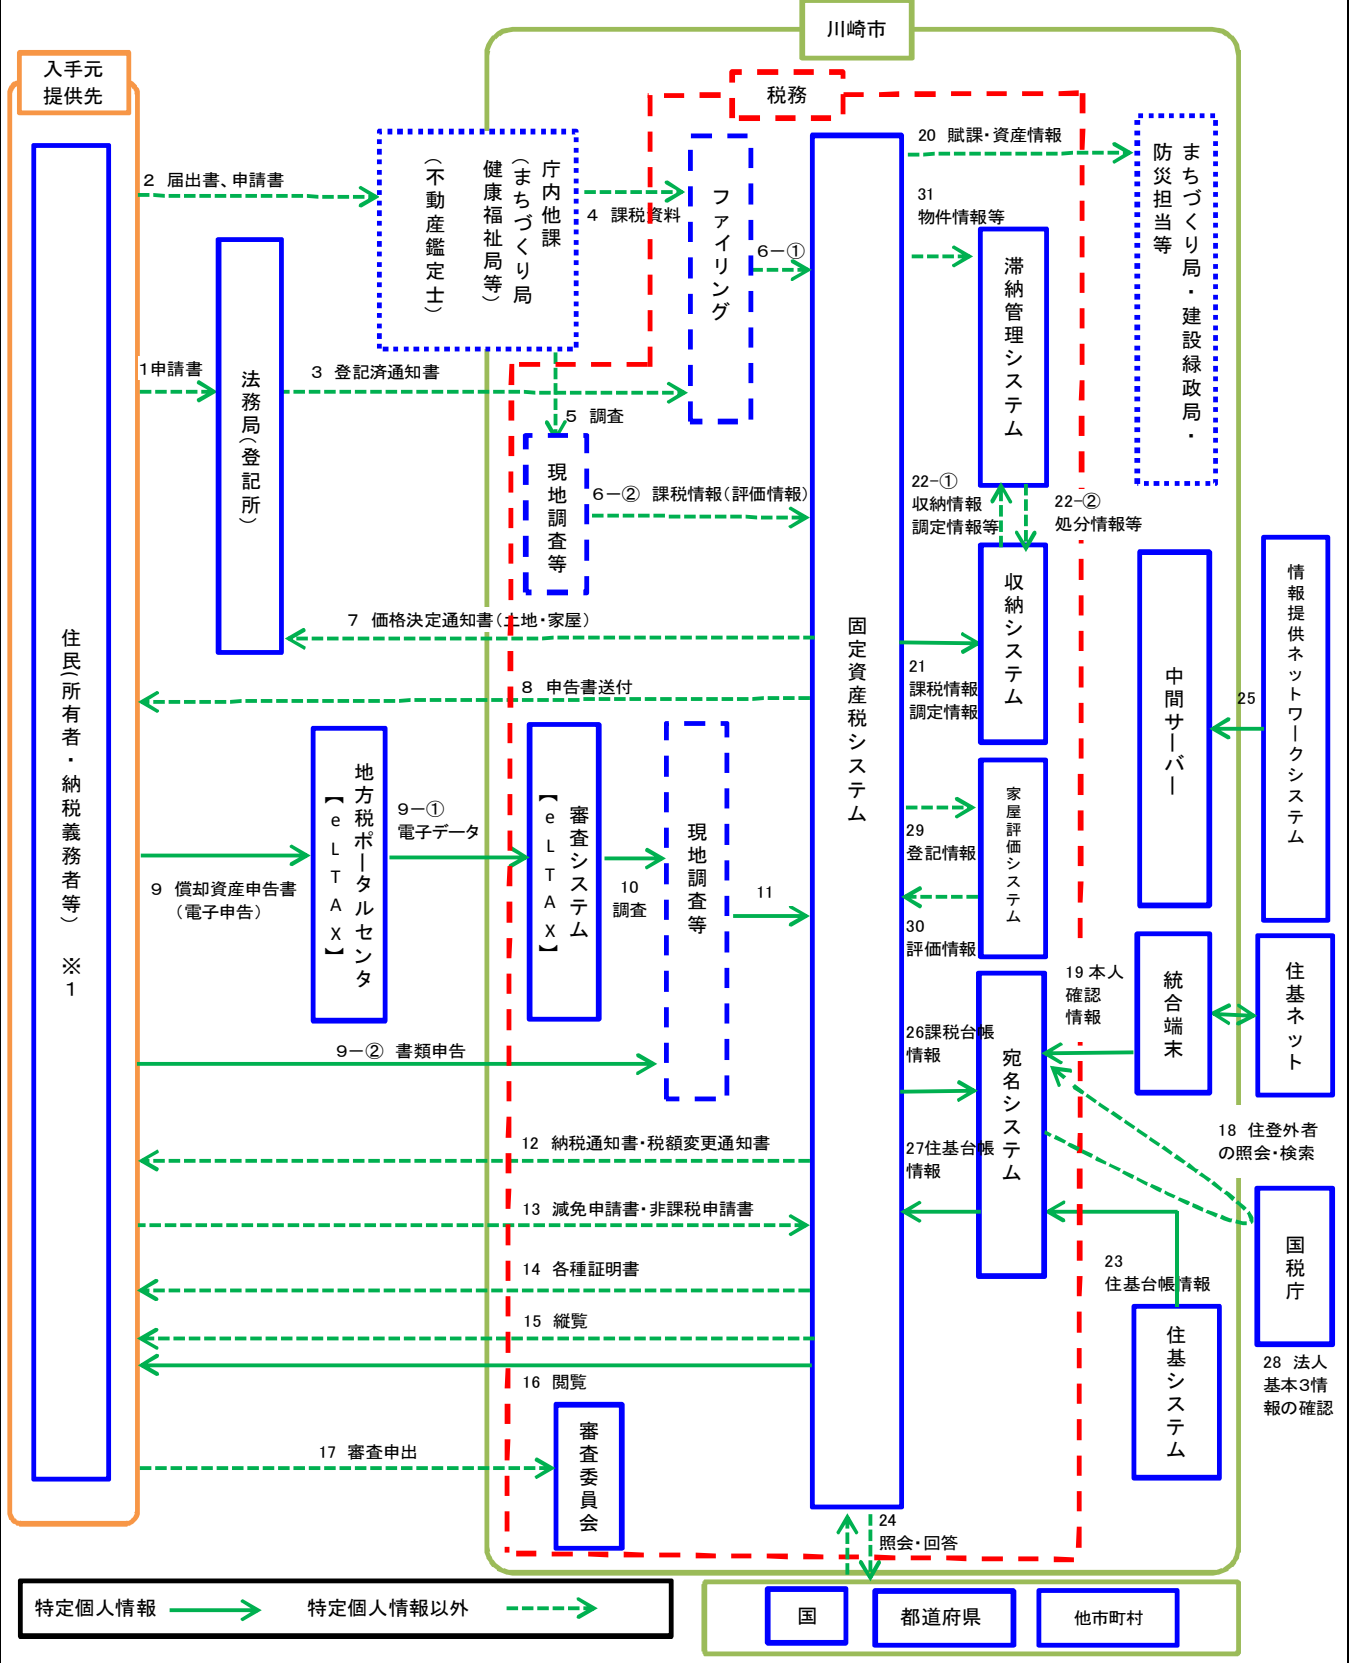 川崎市
入手元
提供先
税務
住民(所有者・納税義務者等) ※1
2 届出書、申請書
庁内他課
(まちづくり局
健康福祉局等)
(不動産鑑定士)
4 課税資料
ファイリング
6-①
20 賦課・資産情報
まちづくり局・建設緑政局・
防災担当等
31
物件情報等
滞納管理システム
1申請書
法務局(登記所)
3 登記済通知書
5 調査
現地調査等
6-② 課税情報(評価情報)
22-①
収納情報
調定情報等
22-②
処分情報等
収納システム
21
課税情報
調定情報
固定資産税システム
中間サーバー
25
情報提供ネットワークシステム
7 価格決定通知書(土地・家屋)
8 申告書送付
9 償却資産申告書
(電子申告)
地方税ポータルセンタ
【eLTAX】
9-①
電子データ
審査システム
【eLTAX】
10
調査
現地調査等
11
9-② 書類申告
29
登記情報
家屋評価システム
30
評価情報
19 本人
確認
情報
統合端末
住基ネット
26課税台帳
情報
宛名システム
27住基台帳
情報
18 住登外者
の照会・検索
国税庁
28 法人
基本3情
報の確認
23
住基台帳情報
住基システム
12 納税通知書・税額変更通知書
13 減免申請書・非課税申請書
14 各種証明書
15 縦覧
16 閲覧
17 審査申出
審査委員会
24
照会・回答
特定個人情報
特定個人情報以外
国
都道府県
他市町村